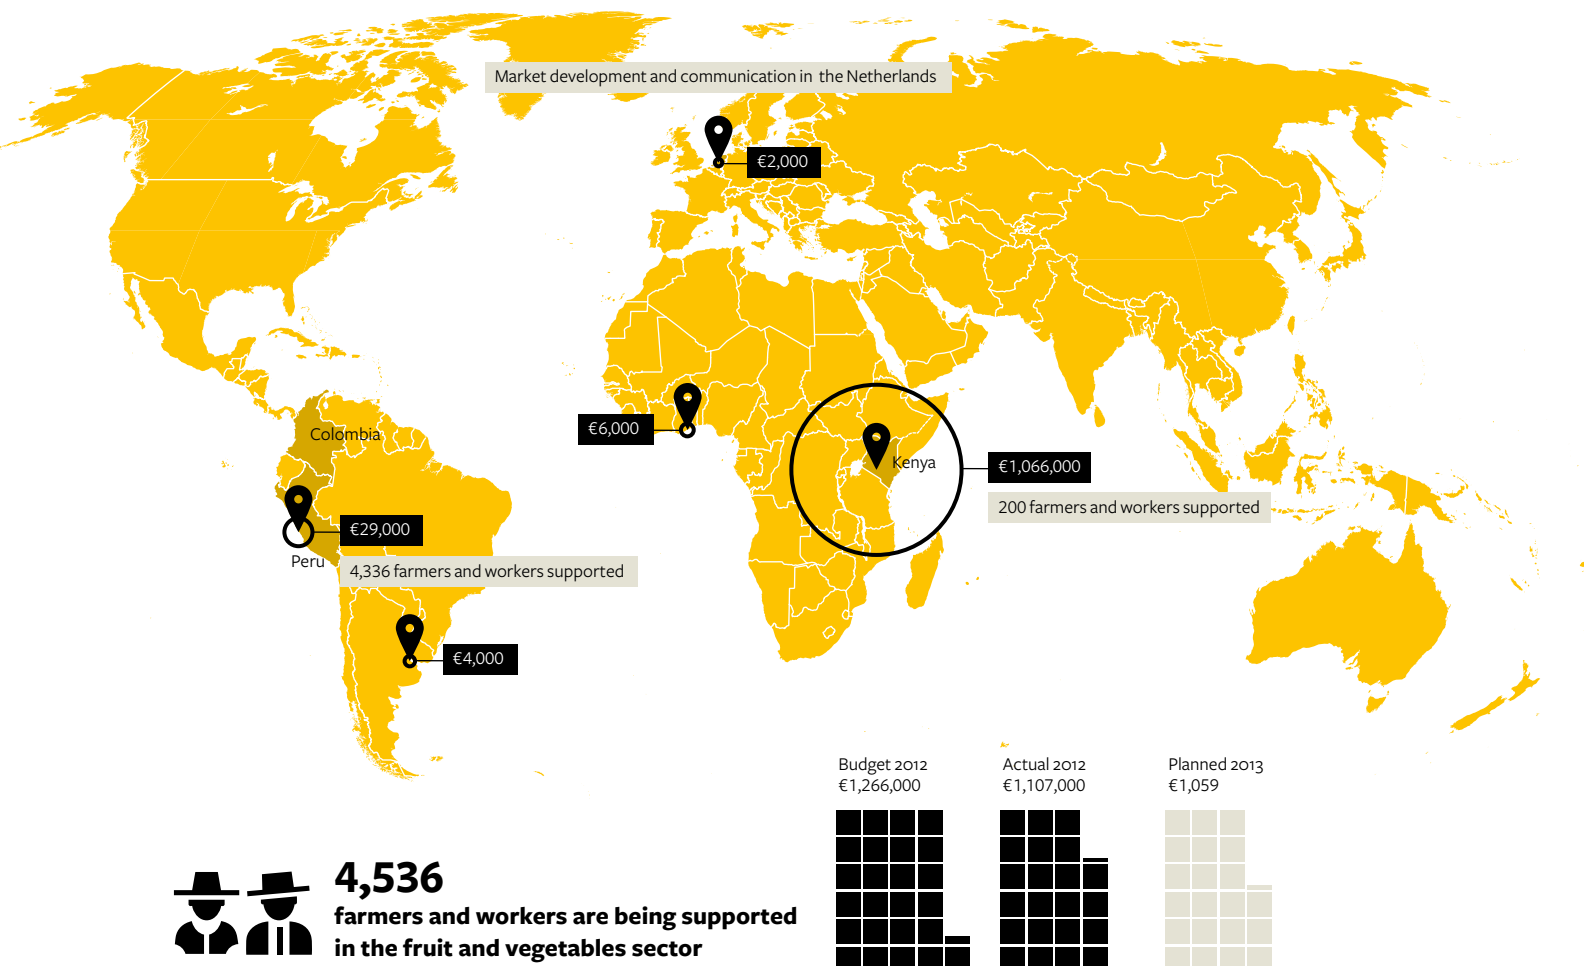 Market development and communication in the Netherlands
€2,000
€6,000
Colombia
Kenya
€1,066,000
200 farmers and workers supported
€29,000
Peru
4,336 farmers and workers supported
€4,000
Budget 2012
€1,266,000
Actual 2012
€1,107,000
Planned 2013
€1,059
4,536
farmers and workers are being supported
in the fruit and vegetables sector